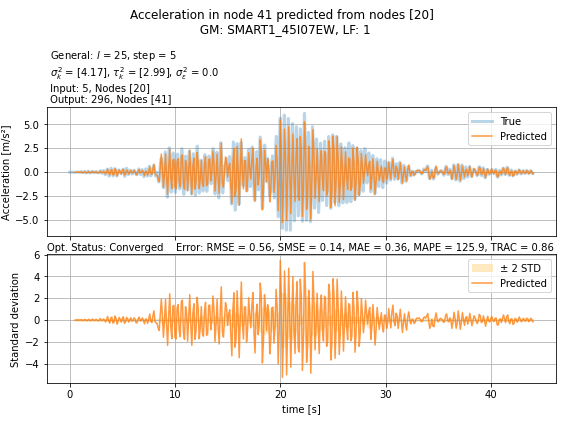 Acceleration in node 41 predicted from nodes [20]
GM: SMART1_45I07EW, LF: 1
General: l = 25, step = 5
σ²ₖ = [4.17], τ²ₖ = [2.99], σ²ε = 0.0
Input: 5, Nodes [20]
Output: 296, Nodes [41]
Acceleration [m/s²]
5.0
2.5
0.0
−2.5
−5.0
True
Predicted
Opt. Status: Converged Error: RMSE = 0.56, SMSE = 0.14, MAE = 0.36, MAPE = 125.9, TRAC = 0.86
Standard deviation
6
4
2
0
−2
−4
± 2 STD
Predicted
0 10 20 30 40
time [s]